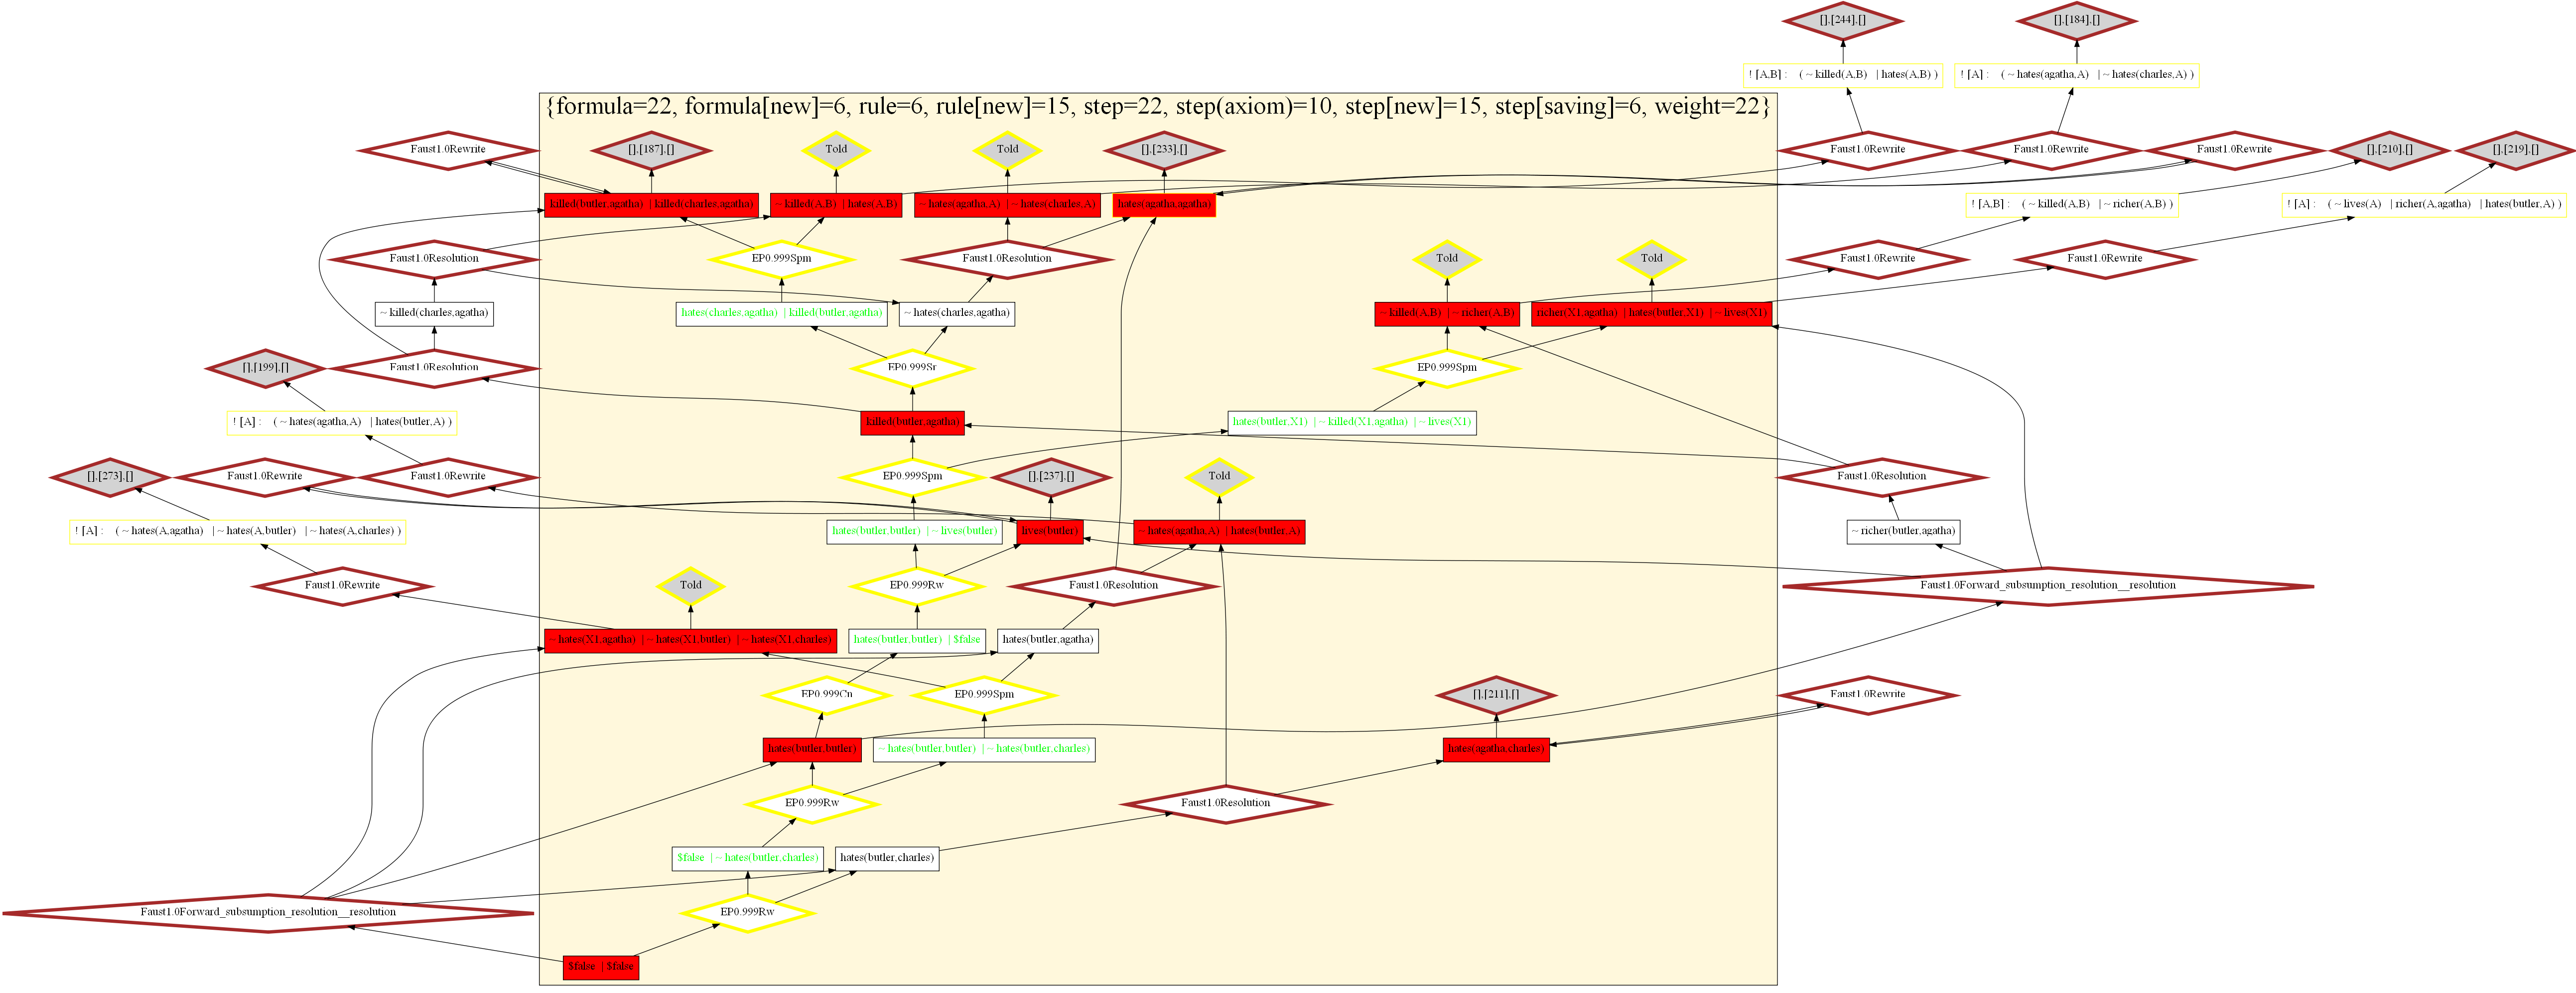 [].[244].[]
[].[184].[]
! [A,B] : ( ~ killed(A,B) | hates(A,B) )
! [A] : ( ~ hates(agatha,A) | ~ hates(charles,A) )
{formula=22, formula[new]=6, rule=6, rule[new]=15, step=22, step(axiom)=10, step[new]=15, step[saving]=6, weight=22}
Faust1.0Rewrite
[].[187].[]
Told
Told
[].[233].[]
Faust1.0Rewrite
Faust1.0Rewrite
Faust1.0Rewrite
[].[210].[]
[].[219].[]
killed(butler,agatha) | killed(charles,agatha)
~ killed(A,B) | hates(A,B)
~ hates(agatha,A) | ~ hates(charles,A)
hates(agatha,agatha)
! [A,B] : ( ~ killed(A,B) | ~ richer(A,B) )
! [A] : ( ~ lives(A) | richer(A,agatha) | hates(butler,A) )
Faust1.0Resolution
EP0.999Spm
Faust1.0Resolution
Told
Told
Faust1.0Rewrite
Faust1.0Rewrite
~ killed(charles,agatha)
hates(charles,agatha) | killed(butler,agatha)
~ hates(charles,agatha)
~ killed(A,B) | ~ richer(A,B)
richer(X1,agatha) | hates(butler,X1) | ~ lives(X1)
[].[199].[]
Faust1.0Resolution
EP0.999Sr
EP0.999Spm
! [A] : ( ~ hates(agatha,A) | hates(butler,A) )
killed(butler,agatha)
hates(butler,X1) | ~ killed(X1,agatha) | ~ lives(X1)
[].[273].[]
Faust1.0Rewrite
Faust1.0Rewrite
EP0.999Spm
[].[237].[]
Told
Faust1.0Resolution
! [A] : ( ~ hates(A,agatha) | ~ hates(A,butler) | ~ hates(A,charles) )
hates(butler,butler) | ~ lives(butler)
lives(butler)
~ hates(agatha,A) | hates(butler,A)
~ richer(butler,agatha)
Faust1.0Rewrite
Told
EP0.999Rw
Faust1.0Resolution
Faust1.0Forward_subsumption_resolution__resolution
~ hates(X1,agatha) | ~ hates(X1,butler) | ~ hates(X1,charles)
hates(butler,butler) | $false
hates(butler,agatha)
EP0.999Cn
EP0.999Spm
[].[211].[]
Faust1.0Rewrite
hates(butler,butler)
~ hates(butler,butler) | ~ hates(butler,charles)
hates(agatha,charles)
EP0.999Rw
Faust1.0Resolution
$false | ~ hates(butler,charles)
hates(butler,charles)
Faust1.0Forward_subsumption_resolution__resolution
EP0.999Rw
$false | $false